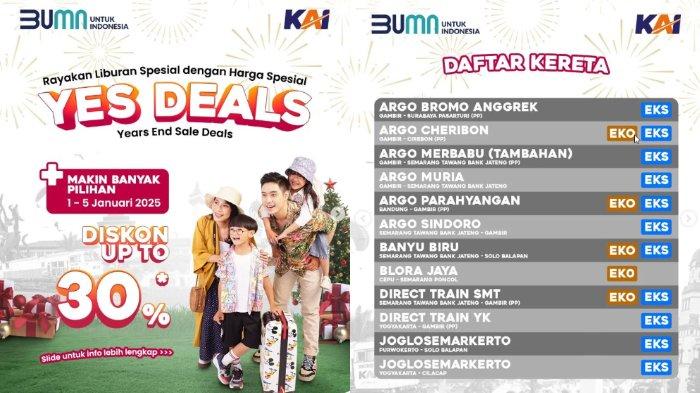 BUMN UNTUK INDONESIA
KAI
Rayakan Liburan Spesial dengan Harga Spesial
YES DEALS
Years End Sale Deals
MAKIN BANYAK
PILIHAN
1 - 5 Januari 2025
DISKON
UP TO
30%*
Slide untuk info lebih lengkap >>>
BUMN UNTUK INDONESIA
KAI
DAFTAR KERETA
ARGO BROMO ANGGREK EKS
GAMBIR - SURABAYA PASARTURI (PP)
ARGO CHERIBON EKO EKS
GAMBIR - CIREBON (PP)
ARGO MERBABU (TAMBAHAN) EKS
GAMBIR - SEMARANG TAWANG BANK JATENG (PP)
ARGO MURIA EKS
GAMBIR - SEMARANG TAWANG BANK JATENG
ARGO PARAHYANGAN EKO EKS
BANDUNG - GAMBIR (PP)
ARGO SINDORO EKS
SEMARANG TAWANG BANK JATENG - GAMBIR
BANYU BIRU EKO EKS
SEMARANG TAWANG BANK JATENG - SOLO BALAPAN
BLORA JAYA EKO
CEPU - SEMARANG PONCOL
DIRECT TRAIN SMT EKO EKS
SEMARANG TAWANG BANK JATENG - GAMBIR (PP)
DIRECT TRAIN YK EKS
YOGYAKARTA - GAMBIR (PP)
JOGLOSEMARKERTO EKS
PURWOKERTO - SOLO BALAPAN
JOGLOSEMARKERTO EKS
YOGYAKARTA - CILACAP